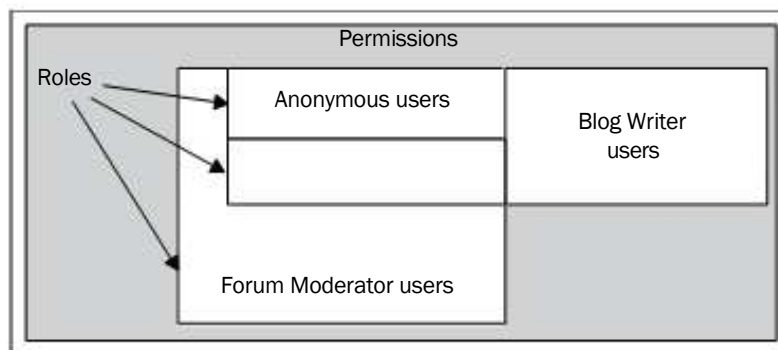 Permissions
Roles
Anonymous users
Blog Writer
users
Forum Moderator users